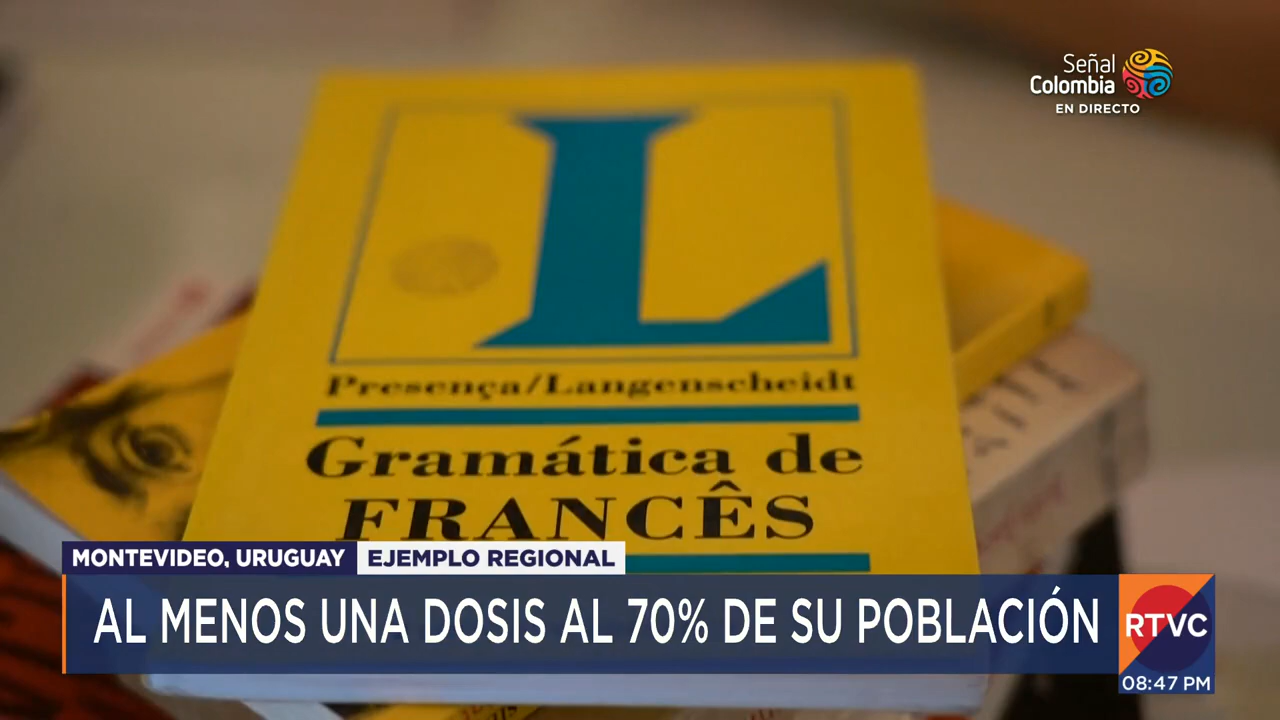 Señal
Colombia
EN DIRECTO
L
Presença/Langenscheidt
Gramática de
FRANCÊS
MONTEVIDEO, URUGUAY
EJEMPLO REGIONAL
AL MENOS UNA DOSIS AL 70% DE SU POBLACIÓN
RTVC
08:47 PM